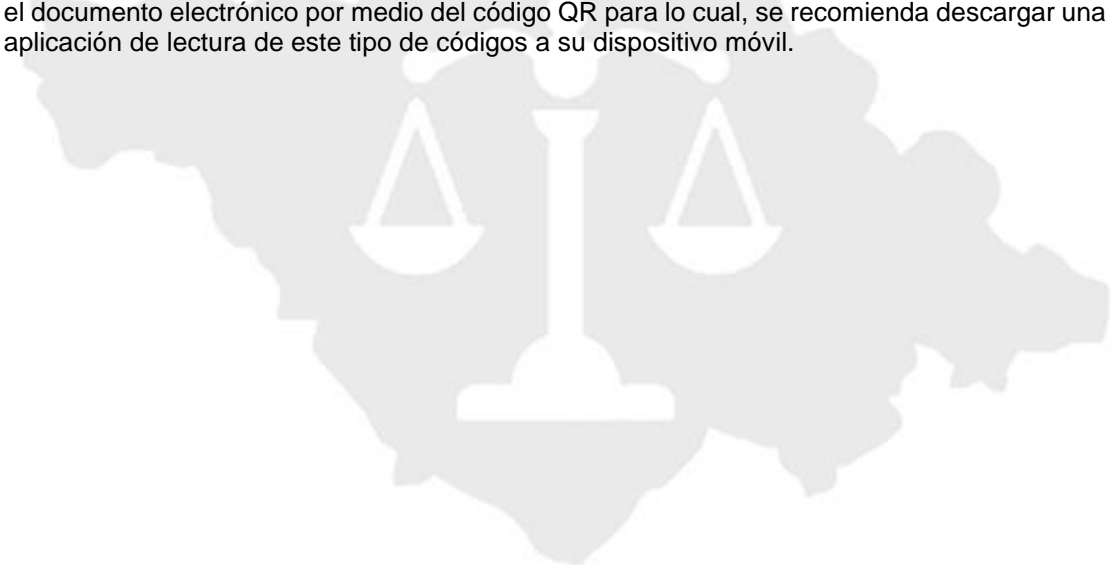 el documento electrónico por medio del código QR para lo cual, se recomienda descargar una
aplicación de lectura de este tipo de códigos a su dispositivo móvil.